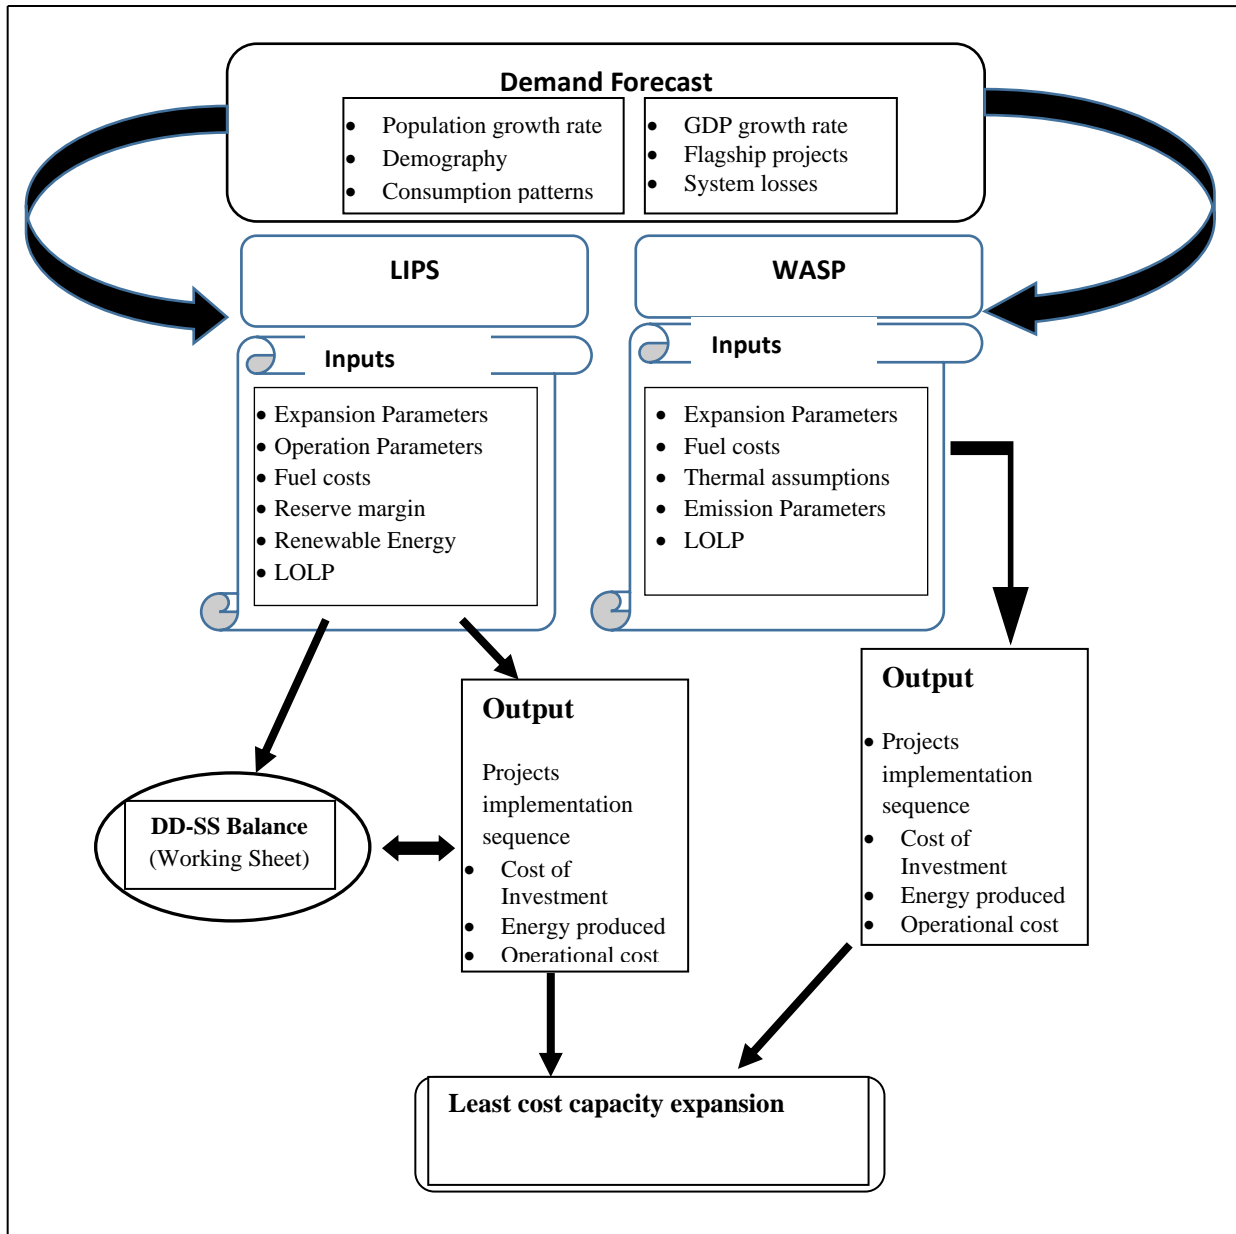 Demand Forecast
• Population growth rate
• Demography
• Consumption patterns
• GDP growth rate
• Flagship projects
• System losses
LIPS
WASP
Inputs
• Expansion Parameters
• Operation Parameters
• Fuel costs
• Reserve margin
• Renewable Energy
• LOLP
Inputs
• Expansion Parameters
• Fuel costs
• Thermal assumptions
• Emission Parameters
• LOLP
DD-SS Balance
(Working Sheet)
Output
Projects
implementation
sequence
• Cost of
Investment
• Energy produced
• Operational cost
Output
• Projects
implementation
sequence
• Cost of
Investment
• Energy produced
• Operational cost
Least cost capacity expansion